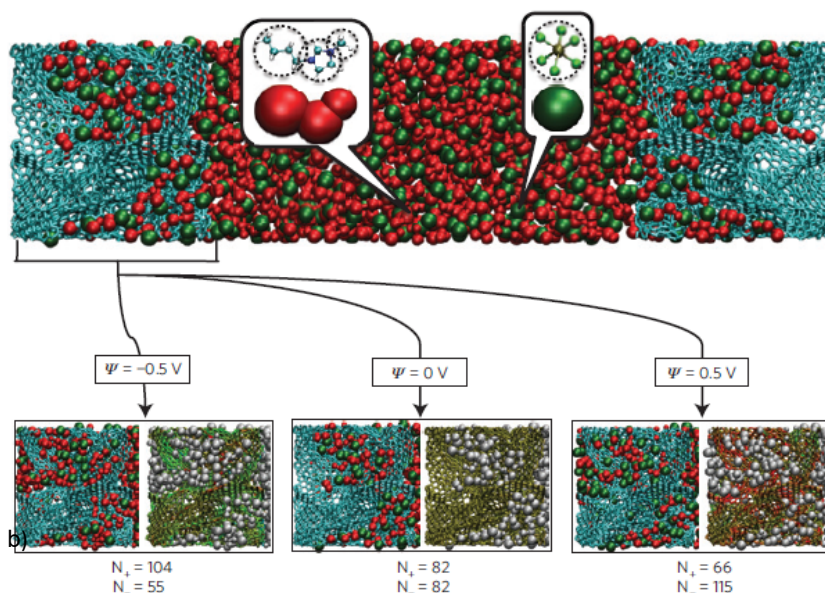 Ψ = −0.5 V
Ψ = 0 V
Ψ = 0.5 V
b)
N+ = 104
N− = 55
N+ = 82
N− = 82
N+ = 66
N− = 115